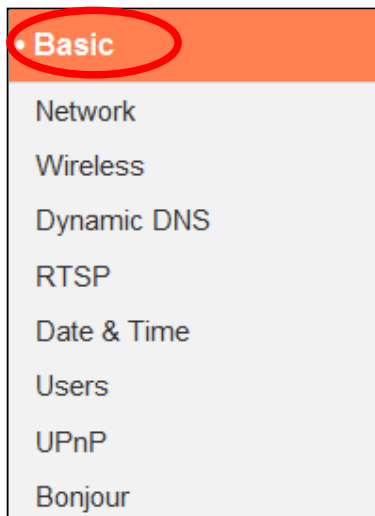 • Basic
Network
Wireless
Dynamic DNS
RTSP
Date & Time
Users
UPnP
Bonjour